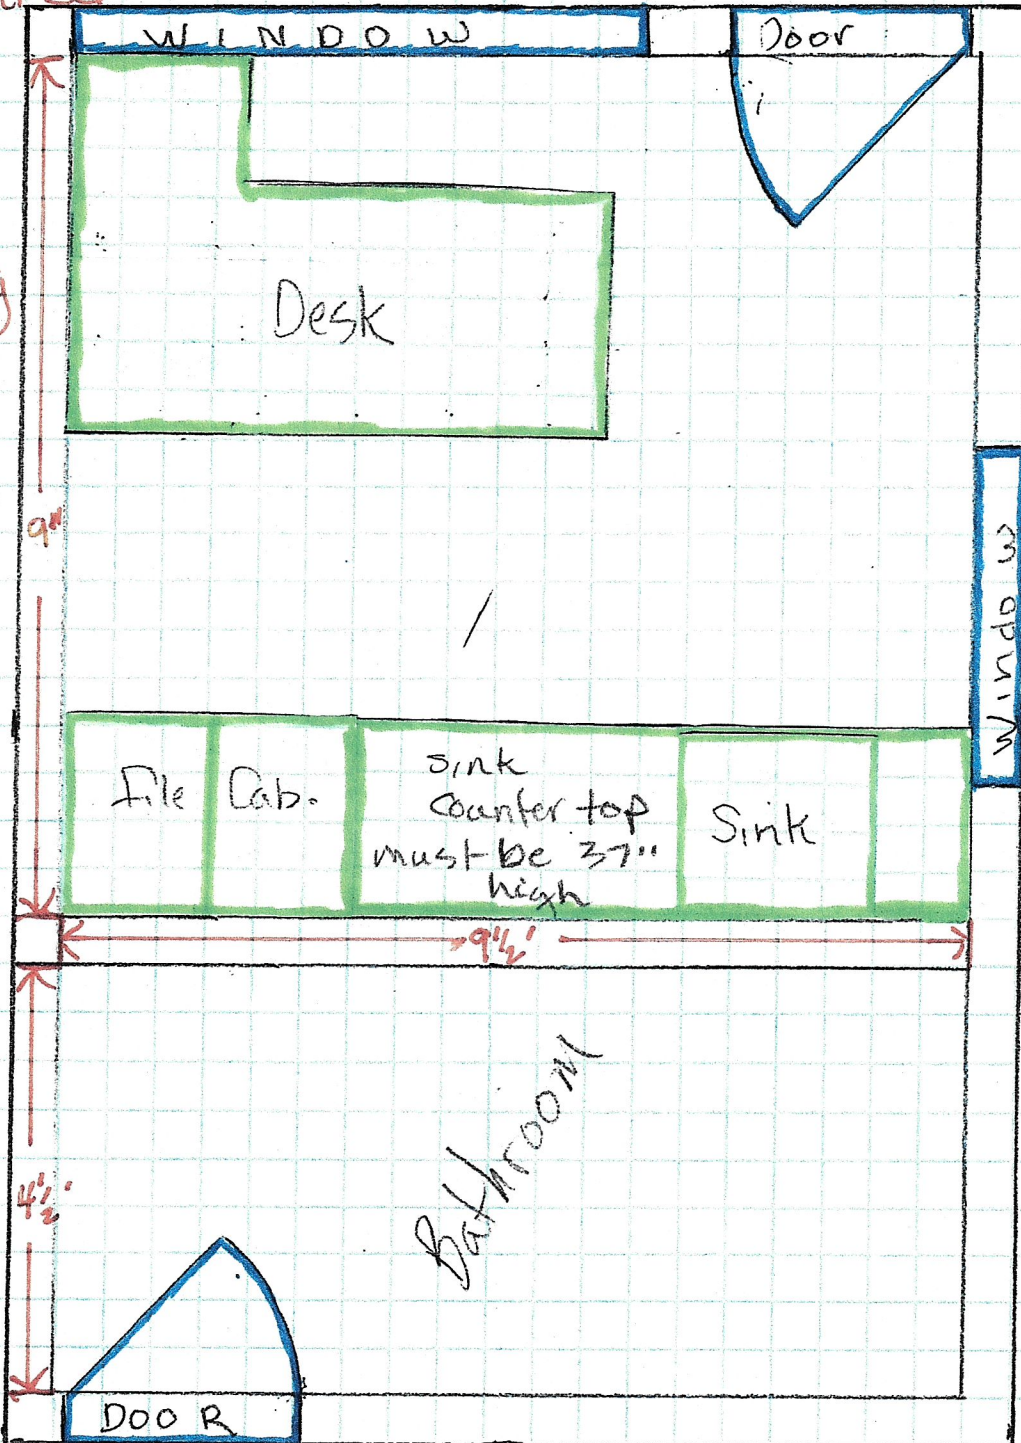 WINDOW
Door
Desk
9"
Window
File Cab.
sink
counter top
must be 37"
high
Sink
9½'
Bathroom
4½'
DOOR